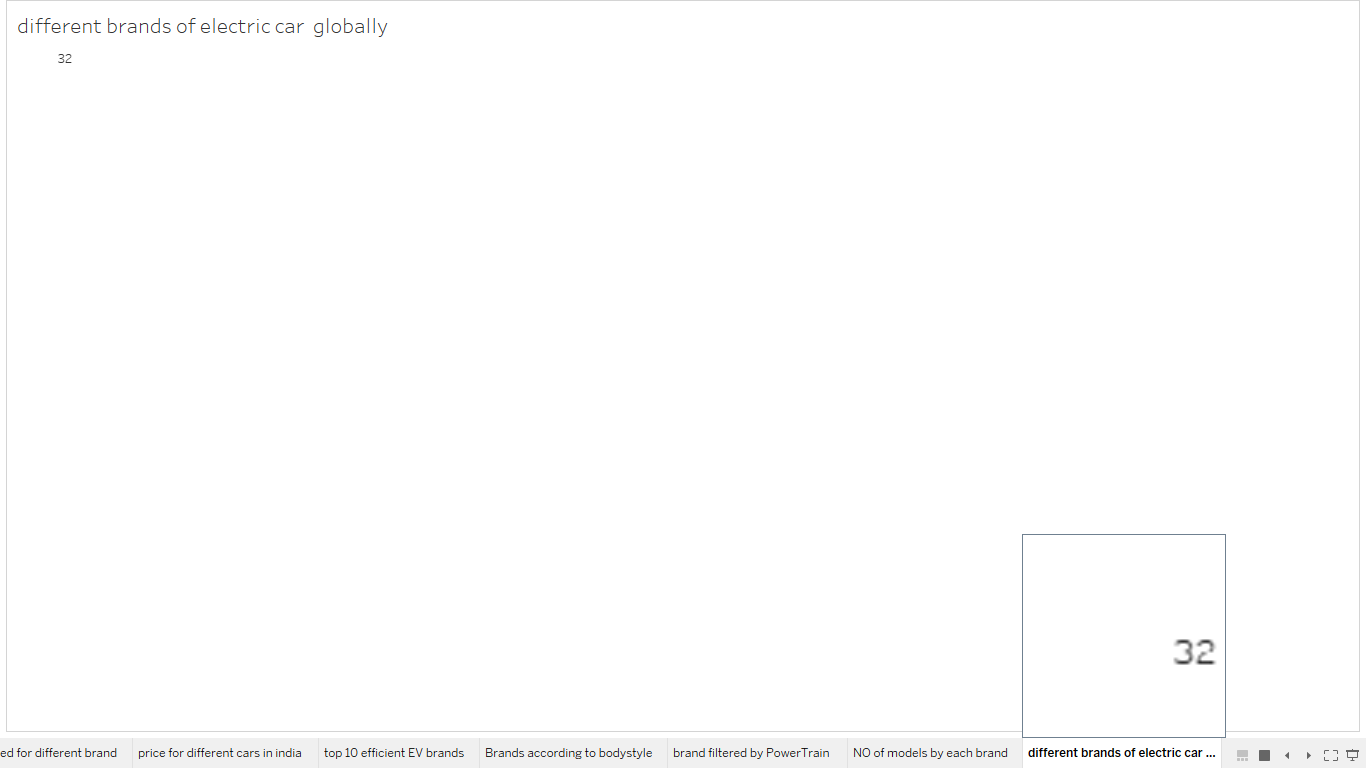 different brands of electric car  globally
32
32
ed for different brand
price for different cars in india
top 10 efficient EV brands
Brands according to bodystyle
brand filtered by PowerTrain
NO of models by each brand
different brands of electric car ...